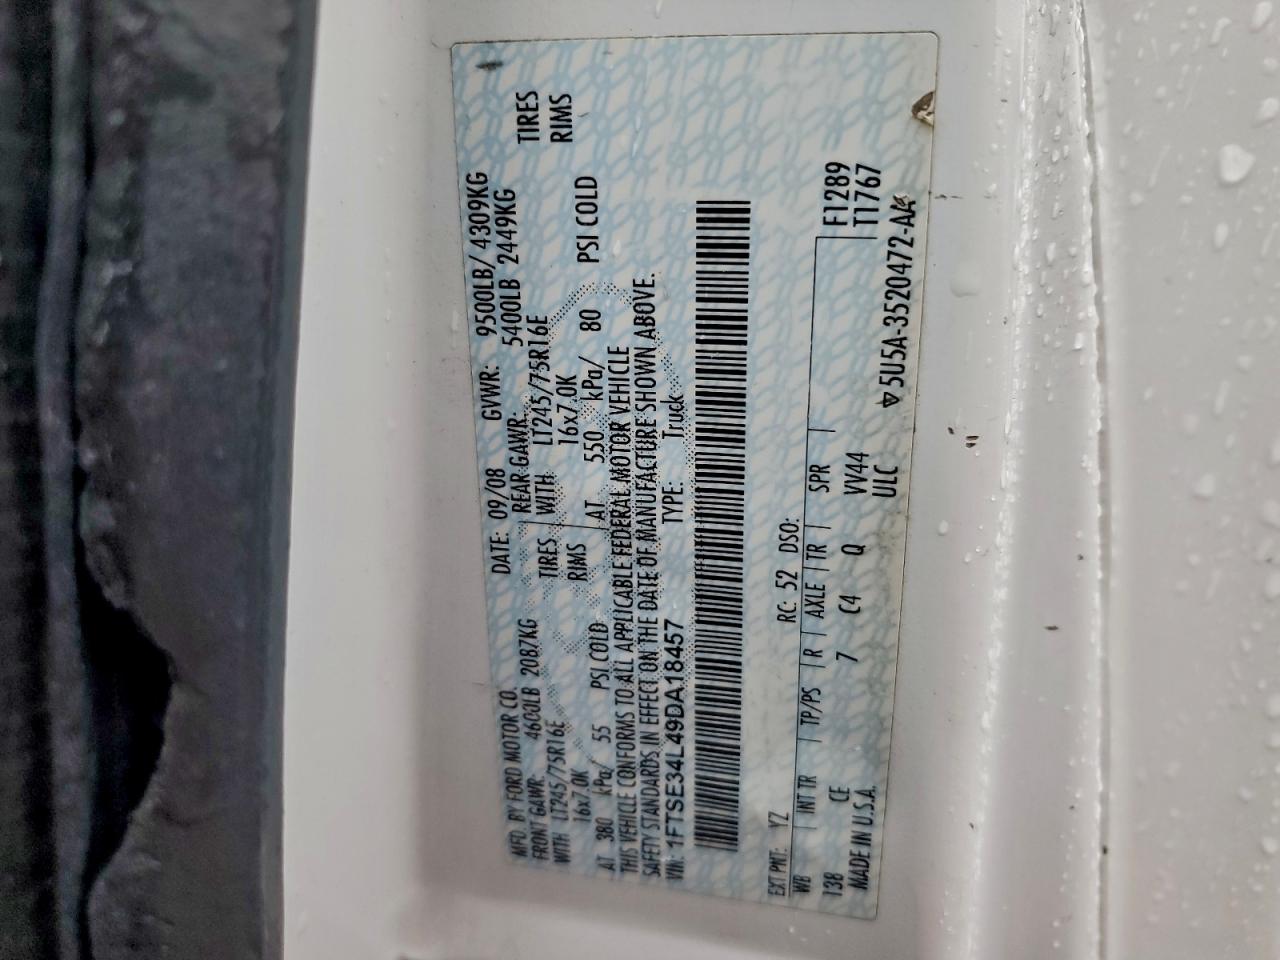 MFD. BY FORD MOTOR CO. DATE: 09/08 GVWR: 9500LB/ 4309KG
FRONT GAWR: 4600LB 2087KG REAR GAWR: 5400LB 2449KG
WITH LT245/75R16E TIRES WITH LT245/75R16E TIRES
16x7.0K RIMS 16x7.0K RIMS
AT 380 kPa/ 55 PSI COLD AT 550 kPa/ 80 PSI COLD
THIS VEHICLE CONFORMS TO ALL APPLICABLE FEDERAL MOTOR VEHICLE
SAFETY STANDARDS IN EFFECT ON THE DATE OF MANUFACTURE SHOWN ABOVE.
VIN: 1FTSE34L49DA18457 TYPE: Truck
EXT PNT: YZ RC: 52 DSO:
WB INT TR TP/PS R AXLE TR SPR F1289
138 CE 7 C4 Q VV44 T1767
MADE IN U.S.A. ULC
5U5A-3520472-AA